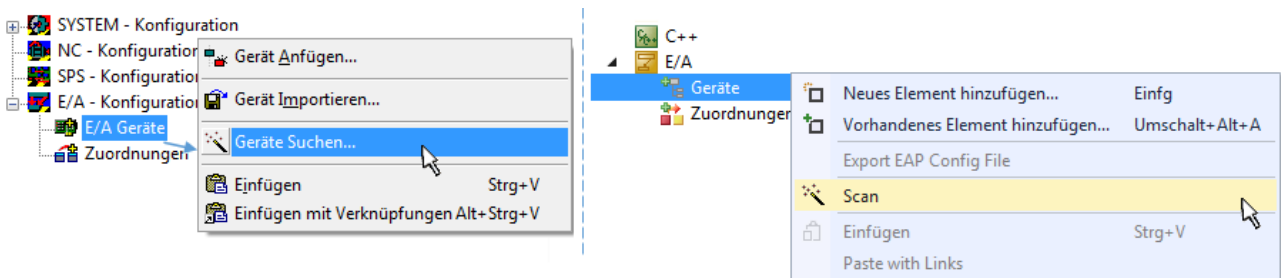 SYSTEM - Konfiguration
NC - Konfiguration
SPS - Konfiguration
E/A - Konfiguration
E/A Geräte
Zuordnungen
Gerät Anfügen...
Gerät Importieren...
Geräte Suchen...
Einfügen Strg+V
Einfügen mit Verknüpfungen Alt+Strg+V
C++
E/A
Geräte
Zuordnungen
Neues Element hinzufügen... Einfg
Vorhandenes Element hinzufügen... Umschalt+Alt+A
Export EAP Config File
Scan
Einfügen Strg+V
Paste with Links